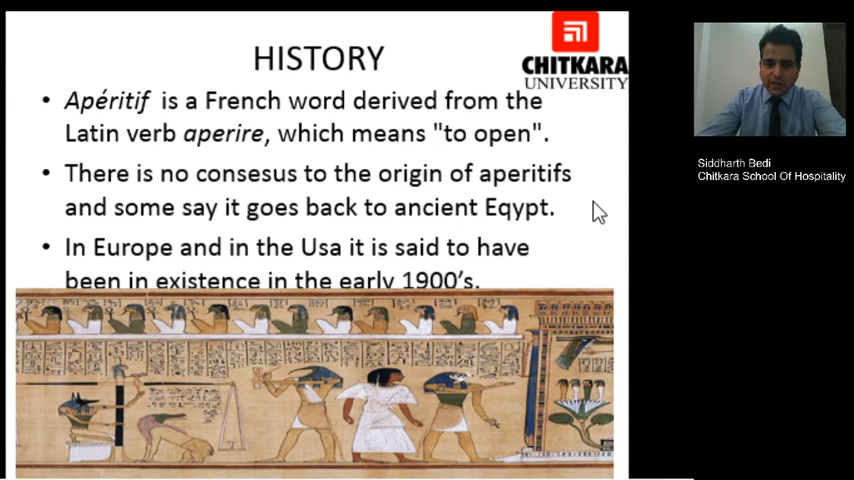 HISTORY
CHITKARA
UNIVERSITY
• Apéritif is a French word derived from the
Latin verb aperire, which means "to open".
• There is no consesus to the origin of aperitifs
and some say it goes back to ancient Eqypt.
• In Europe and in the Usa it is said to have
been in existence in the early 1900's.
Siddharth Bedi
Chitkara School Of Hospitality